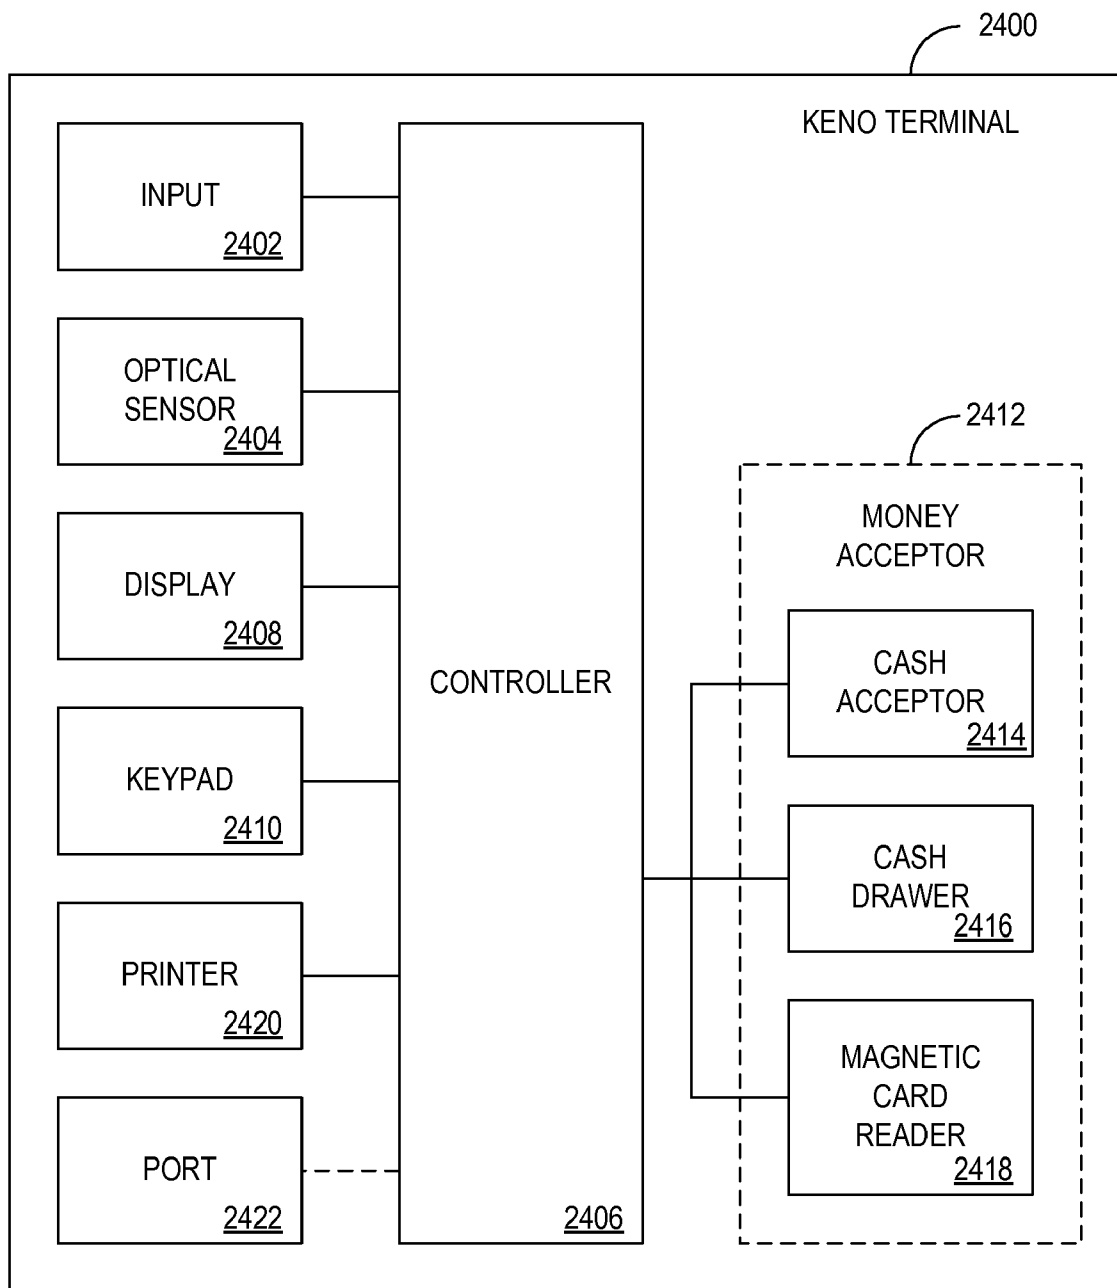 2400
KENO TERMINAL
INPUT
2402
OPTICAL
SENSOR
2404
DISPLAY
2408
KEYPAD
2410
PRINTER
2420
PORT
2422
CONTROLLER
2406
2412
MONEY
ACCEPTOR
CASH
ACCEPTOR
2414
CASH
DRAWER
2416
MAGNETIC
CARD
READER
2418